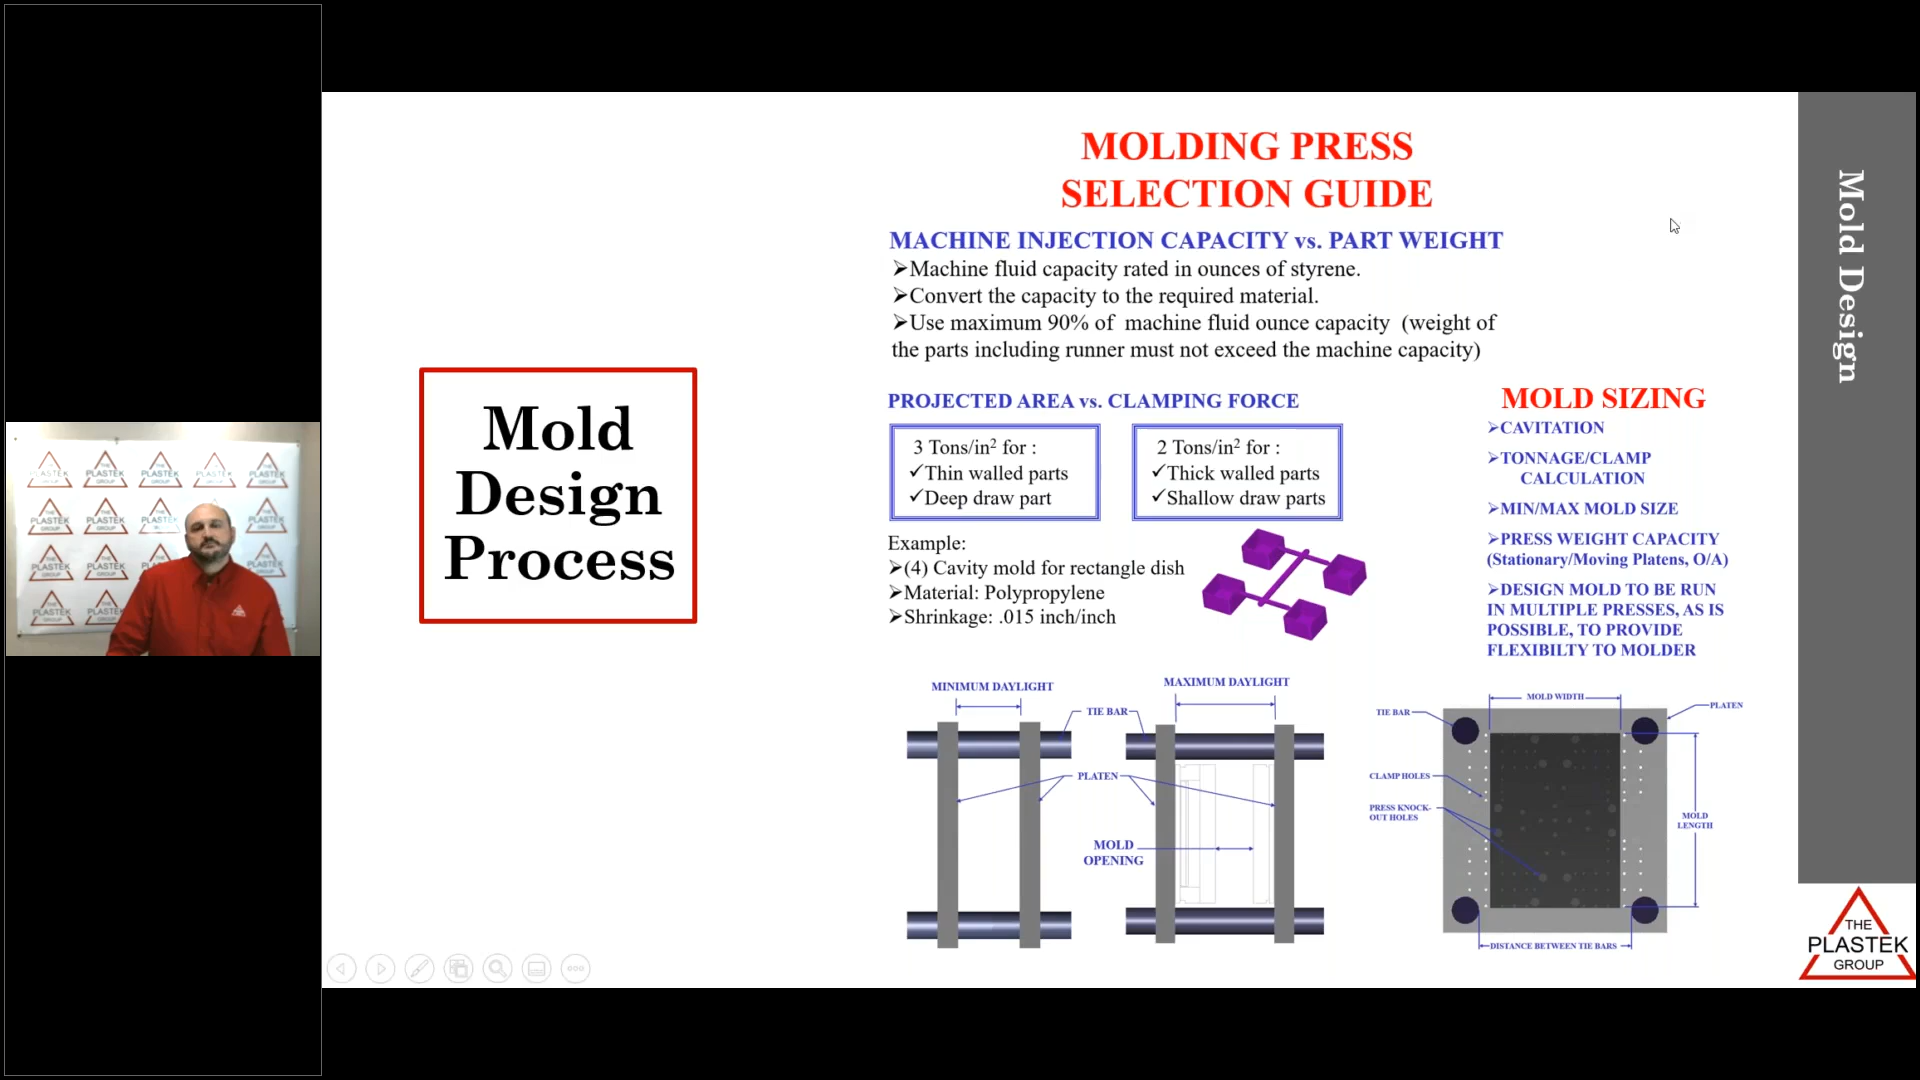 Mold
Design
Process
MOLDING PRESS
SELECTION GUIDE
MACHINE INJECTION CAPACITY vs. PART WEIGHT
➢Machine fluid capacity rated in ounces of styrene.
➢Convert the capacity to the required material.
➢Use maximum 90% of machine fluid ounce capacity (weight of
the parts including runner must not exceed the machine capacity)
PROJECTED AREA vs. CLAMPING FORCE
3 Tons/in² for :
✓Thin walled parts
✓Deep draw part
2 Tons/in² for :
✓Thick walled parts
✓Shallow draw parts
Example:
➢(4) Cavity mold for rectangle dish
➢Material: Polypropylene
➢Shrinkage: .015 inch/inch
MOLD SIZING
➢CAVITATION
➢TONNAGE/CLAMP
CALCULATION
➢MIN/MAX MOLD SIZE
➢PRESS WEIGHT CAPACITY
(Stationary/Moving Platens, O/A)
➢DESIGN MOLD TO BE RUN
IN MULTIPLE PRESSES, AS IS
POSSIBLE, TO PROVIDE
FLEXIBILTY TO MOLDER
MINIMUM DAYLIGHT
MAXIMUM DAYLIGHT
TIE BAR
PLATEN
MOLD
OPENING
MOLD WIDTH
TIE BAR
PLATEN
CLAMP HOLES
PRESS KNOCK-
OUT HOLES
MOLD
LENGTH
DISTANCE BETWEEN TIE BARS
Mold Design
THE
PLASTEK
GROUP